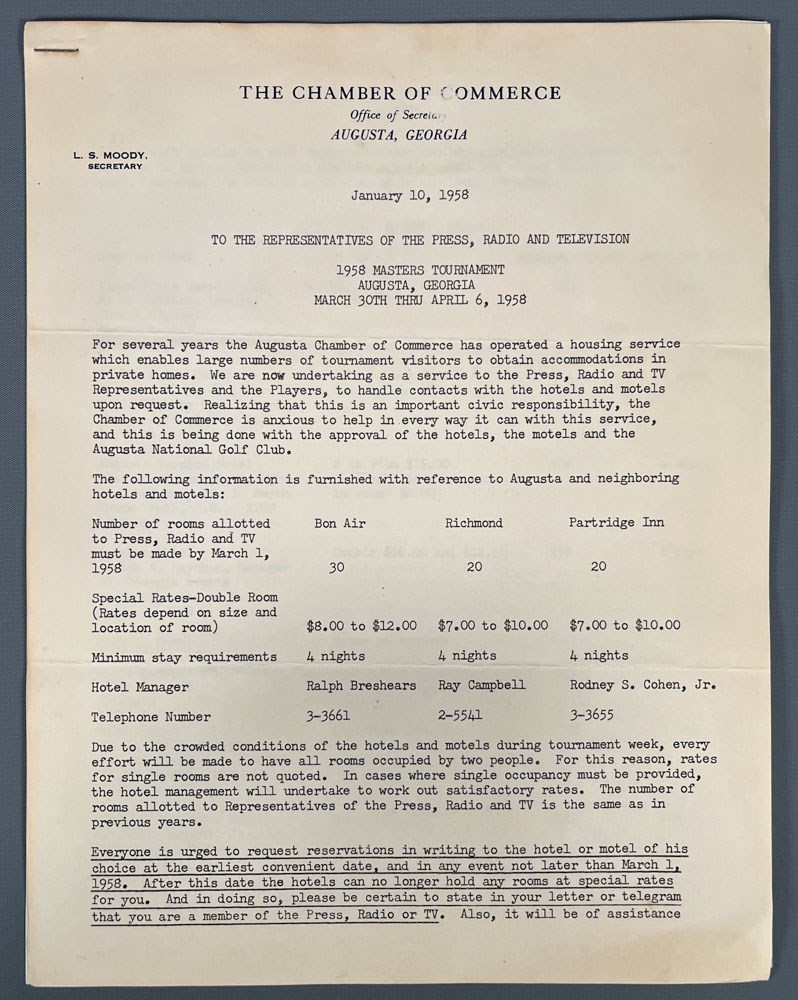 THE CHAMBER OF COMMERCE
Office of Secretary
AUGUSTA, GEORGIA
L. S. MOODY,
SECRETARY
January 10, 1958
TO THE REPRESENTATIVES OF THE PRESS, RADIO AND TELEVISION
1958 MASTERS TOURNAMENT
AUGUSTA, GEORGIA
MARCH 30TH THRU APRIL 6, 1958
For several years the Augusta Chamber of Commerce has operated a housing service
which enables large numbers of tournament visitors to obtain accommodations in
private homes. We are now undertaking as a service to the Press, Radio and TV
Representatives and the Players, to handle contacts with the hotels and motels
upon request. Realizing that this is an important civic responsibility, the
Chamber of Commerce is anxious to help in every way it can with this service,
and this is being done with the approval of the hotels, the motels and the
Augusta National Golf Club.
The following information is furnished with reference to Augusta and neighboring
hotels and motels:
Number of rooms allotted Bon Air Richmond Partridge Inn
to Press, Radio and TV
must be made by March 1,
1958 30 20 20
Special Rates-Double Room
(Rates depend on size and
location of room) $8.00 to $12.00 $7.00 to $10.00 $7.00 to $10.00
Minimum stay requirements 4 nights 4 nights 4 nights
Hotel Manager Ralph Breshears Ray Campbell Rodney S. Cohen, Jr.
Telephone Number 3-3661 2-5541 3-3655
Due to the crowded conditions of the hotels and motels during tournament week, every
effort will be made to have all rooms occupied by two people. For this reason, rates
for single rooms are not quoted. In cases where single occupancy must be provided,
the hotel management will undertake to work out satisfactory rates. The number of
rooms allotted to Representatives of the Press, Radio and TV is the same as in
previous years.
Everyone is urged to request reservations in writing to the hotel or motel of his
choice at the earliest convenient date, and in any event not later than March 1,
1958. After this date the hotels can no longer hold any rooms at special rates
for you. And in doing so, please be certain to state in your letter or telegram
that you are a member of the Press, Radio or TV. Also, it will be of assistance